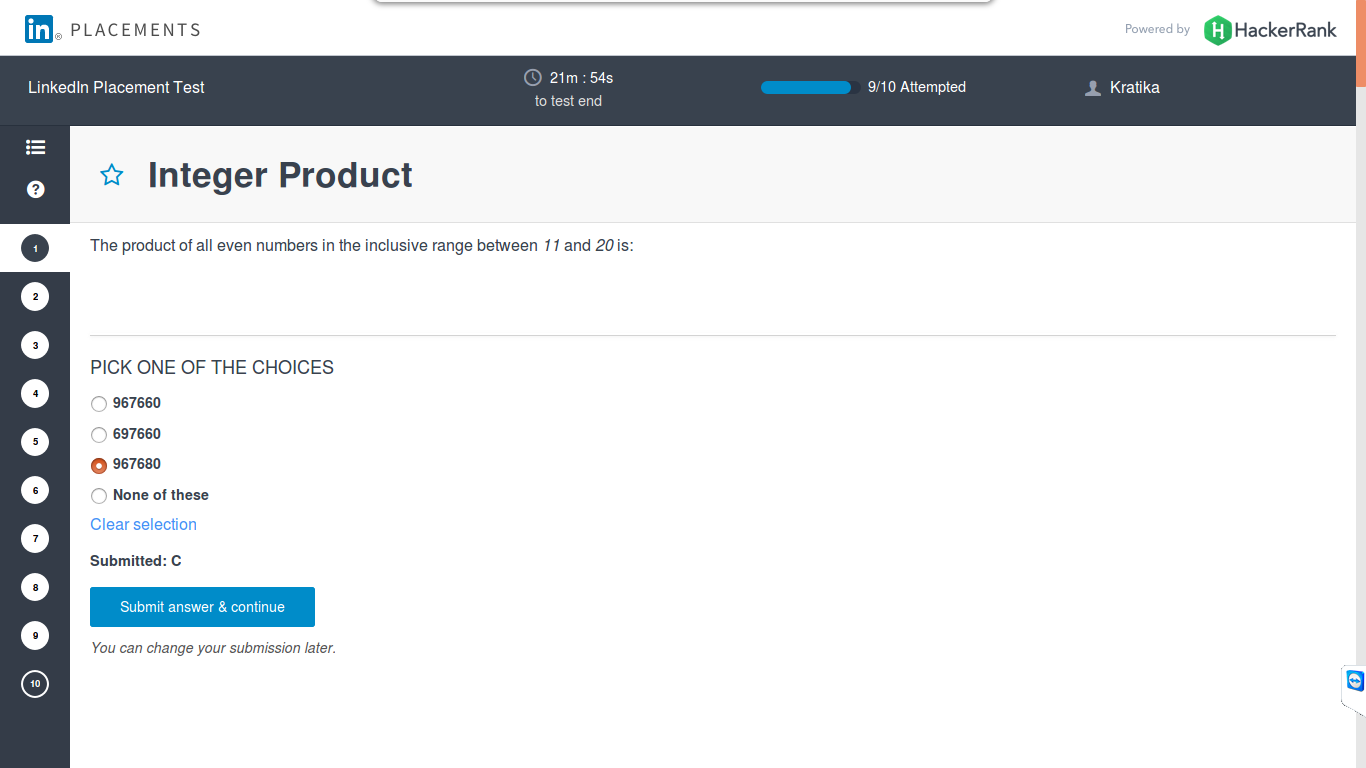 in® PLACEMENTS
Powered by HackerRank
LinkedIn Placement Test
21m : 54s
to test end
9/10 Attempted
Kratika
Integer Product
The product of all even numbers in the inclusive range between 11 and 20 is:
PICK ONE OF THE CHOICES
967660
697660
967680
None of these
Clear selection
Submitted: C
Submit answer & continue
You can change your submission later.
?
1
2
3
4
5
6
7
8
9
10